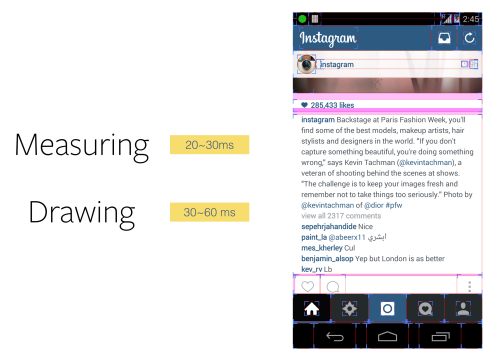 2:45
Instagram
instagram
285,433 likes
instagram Backstage at Paris Fashion Week, you'll
find some of the best models, makeup artists, hair
stylists and designers in the world. "If you don't
capture something beautiful, you're doing something
wrong," says Kevin Tachman (@kevintachman), a
veteran of shooting behind the scenes at shows.
"The challenge is to keep your images fresh and
remember not to take things too seriously." Photo by
@kevintachman of @dior #pfw
view all 2317 comments
sepehrjahandide Nice
paint_la @abeerx11 ابشري
mes_kherley Cul
benjamin_alsop Yep but London is as better
kev_rv Lb
Measuring 20~30ms
Drawing 30~60 ms